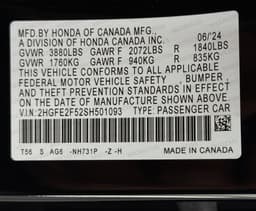 MFD.BY HONDA OF CANADA MFG., 06/24
A DIVISION OF HONDA CANADA INC.
GVWR 3880LBS GAWR F 2072LBS R 1840LBS
GVWR 1760KG GAWR F 940KG R 835KG
THIS VEHICLE CONFORMS TO ALL APPLICABLE
FEDERAL MOTOR VEHICLE SAFETY , BUMPER ,
AND THEFT PREVENTION STANDARDS IN EFFECT
ON THE DATE OF MANUFACTURE SHOWN ABOVE.
V.I.N: 2HGFE2F52SH501093 TYPE: PASSENGER CAR
T56 S AG6 -NH731P -Z -H MADE IN CANADA